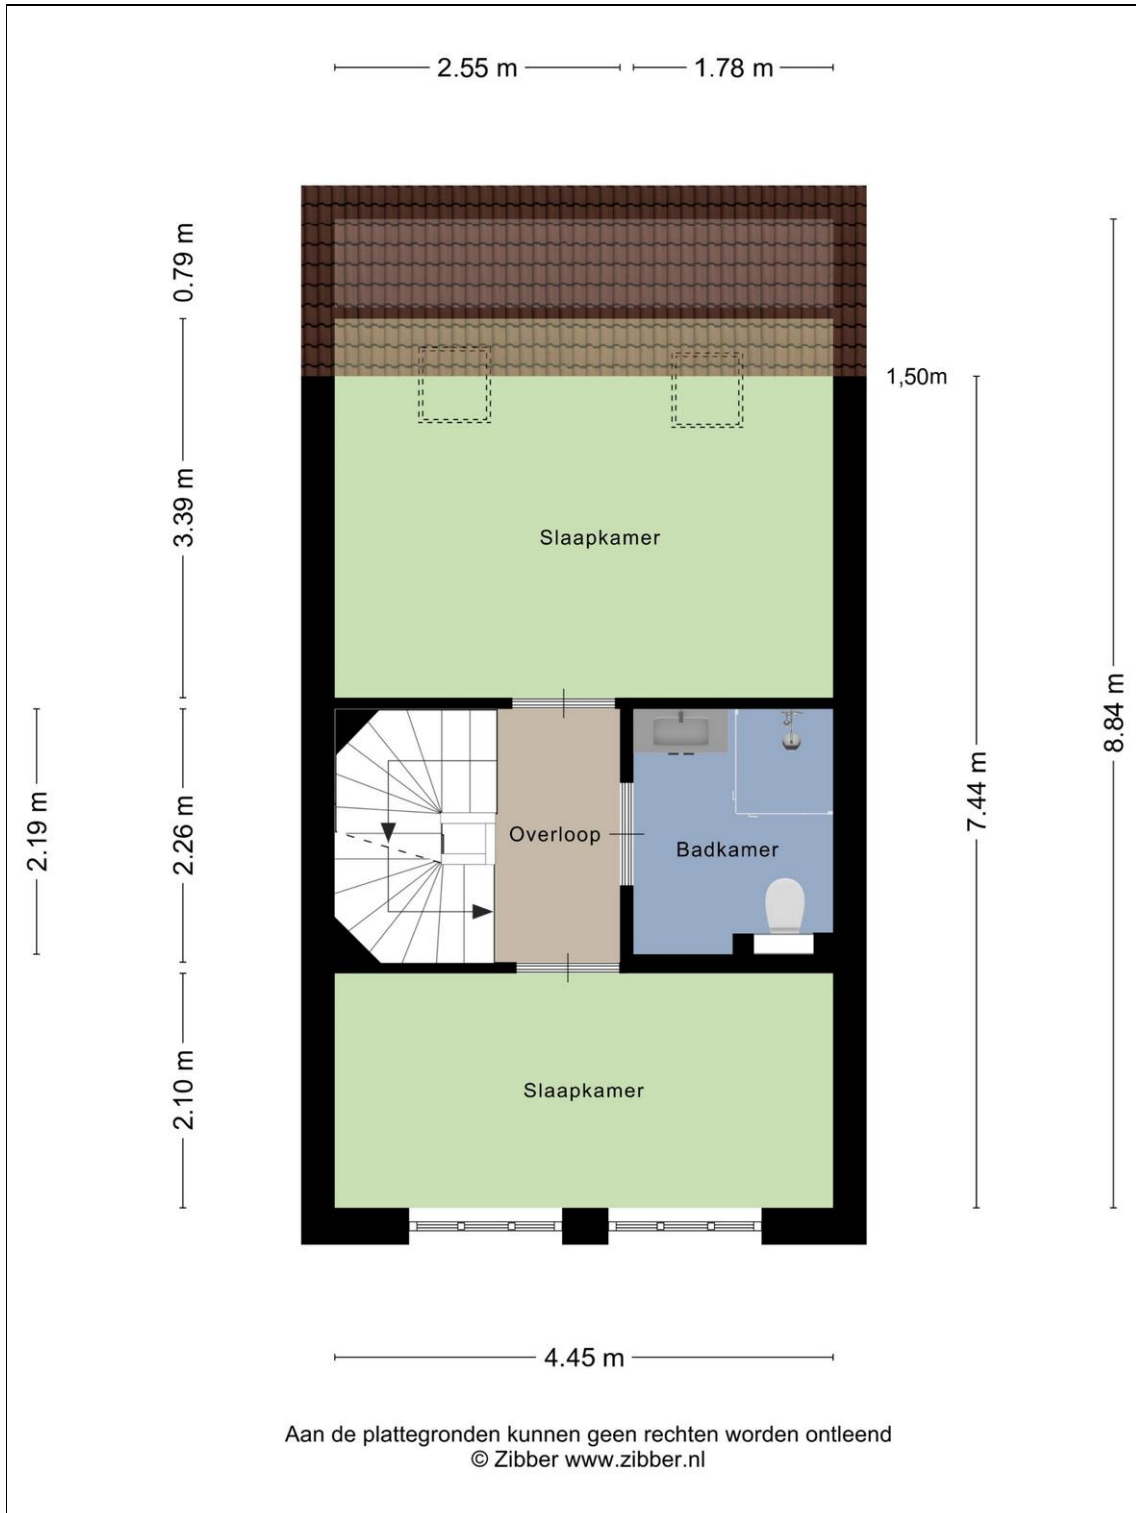 2.55 m
1.78 m
0.79 m
1,50m
3.39 m
Slaapkamer
8.84 m
7.44 m
2.19 m
2.26 m
Overloop
Badkamer
2.10 m
Slaapkamer
4.45 m
Aan de plattegronden kunnen geen rechten worden ontleend
© Zibber www.zibber.nl